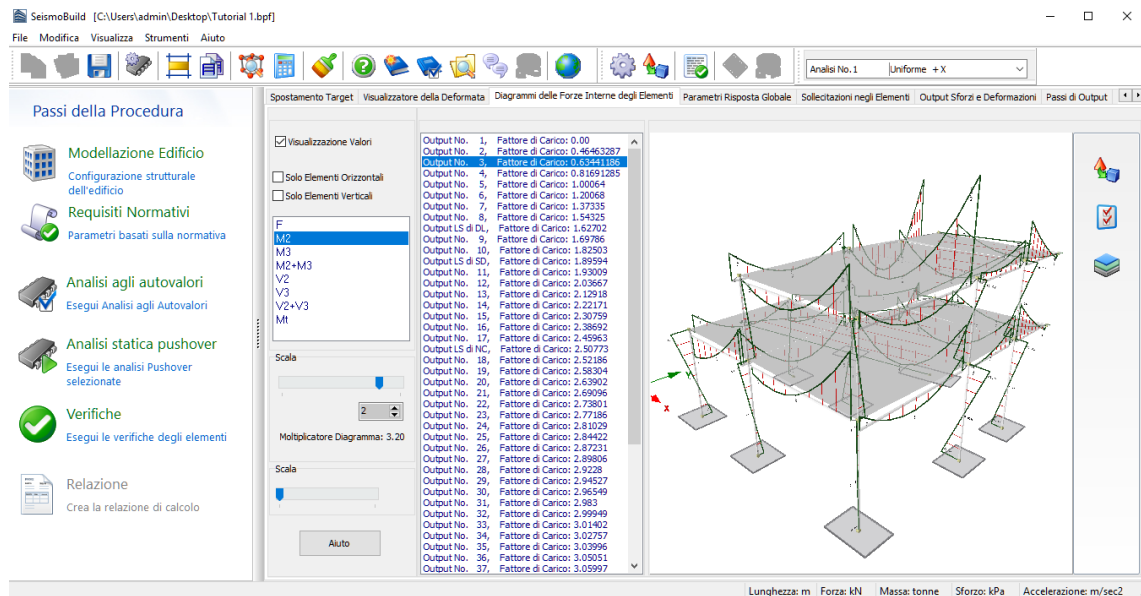 SeismoBuild [C:\Users\admin\Desktop\Tutorial 1.bpf]
File Modifica Visualizza Strumenti Aiuto
Analisi No. 1 Uniforme +X
Passi della Procedura
Modellazione Edificio
Configurazione strutturale
dell'edificio
Requisiti Normativi
Parametri basati sulla normativa
Analisi agli autovalori
Esegui Analisi agli Autovalori
Analisi statica pushover
Esegui le analisi Pushover
selezionate
Verifiche
Esegui le verifiche degli elementi
Relazione
Crea la relazione di calcolo
Spostamento Target Visualizzatore della Deformata Diagrammi delle Forze Interne degli Elementi Parametri Risposta Globale Sollecitazioni negli Elementi Output Sforzi e Deformazioni Passi di Output
Visualizzazione Valori
Solo Elementi Orizzontali
Solo Elementi Verticali
F
M2
M3
M2+M3
V2
V3
V2+V3
Mt
Scala
2
Moltiplicatore Diagramma: 3.20
Scala
Aiuto
Output No. 1, Fattore di Carico: 0.00
Output No. 2, Fattore di Carico: 0.46463287
Output No. 3, Fattore di Carico: 0.63441186
Output No. 4, Fattore di Carico: 0.81691285
Output No. 5, Fattore di Carico: 1.00064
Output No. 6, Fattore di Carico: 1.20068
Output No. 7, Fattore di Carico: 1.37335
Output No. 8, Fattore di Carico: 1.54325
Output LS di DL, Fattore di Carico: 1.62702
Output No. 9, Fattore di Carico: 1.69786
Output No. 10, Fattore di Carico: 1.82503
Output LS di SD, Fattore di Carico: 1.89594
Output No. 11, Fattore di Carico: 1.93009
Output No. 12, Fattore di Carico: 2.03667
Output No. 13, Fattore di Carico: 2.12918
Output No. 14, Fattore di Carico: 2.22171
Output No. 15, Fattore di Carico: 2.30759
Output No. 16, Fattore di Carico: 2.38692
Output No. 17, Fattore di Carico: 2.45963
Output LS di NC, Fattore di Carico: 2.50773
Output No. 18, Fattore di Carico: 2.52186
Output No. 19, Fattore di Carico: 2.58304
Output No. 20, Fattore di Carico: 2.63902
Output No. 21, Fattore di Carico: 2.69096
Output No. 22, Fattore di Carico: 2.73801
Output No. 23, Fattore di Carico: 2.77186
Output No. 24, Fattore di Carico: 2.81029
Output No. 25, Fattore di Carico: 2.84422
Output No. 26, Fattore di Carico: 2.87231
Output No. 27, Fattore di Carico: 2.89806
Output No. 28, Fattore di Carico: 2.9228
Output No. 29, Fattore di Carico: 2.94527
Output No. 30, Fattore di Carico: 2.96549
Output No. 31, Fattore di Carico: 2.983
Output No. 32, Fattore di Carico: 2.99949
Output No. 33, Fattore di Carico: 3.01402
Output No. 34, Fattore di Carico: 3.02757
Output No. 35, Fattore di Carico: 3.03996
Output No. 36, Fattore di Carico: 3.05051
Output No. 37, Fattore di Carico: 3.05997
Y
X
Lunghezza: m Forza: kN Massa: tonne Sforzo: kPa Accelerazione: m/sec2